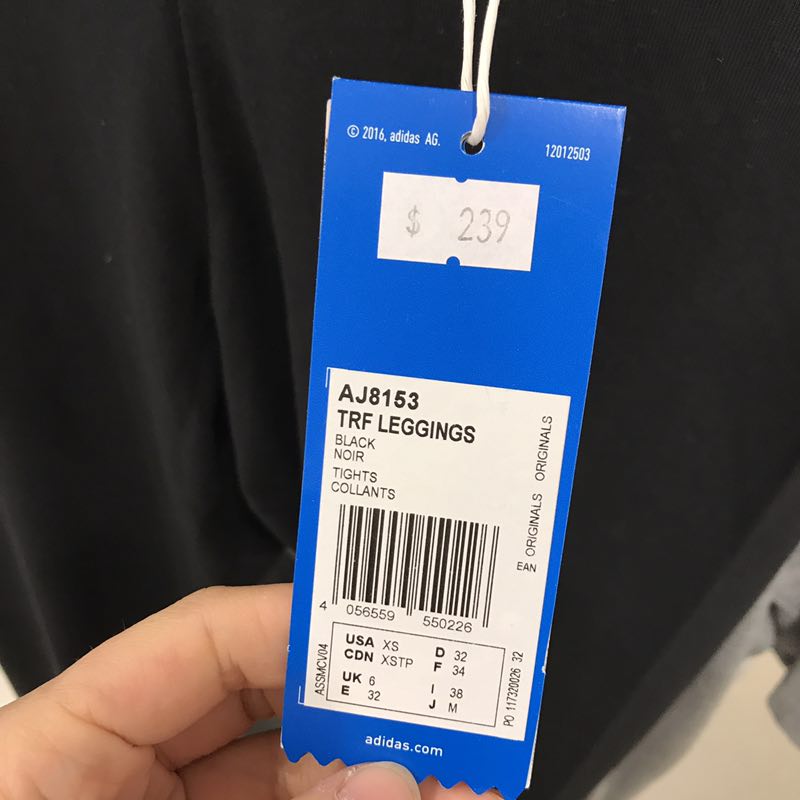 © 2016, adidas AG.
12012503
$ 239
AJ8153
TRF LEGGINGS
BLACK
NOIR
TIGHTS
COLLANTS
EAN ORIGINALS ORIGINALS
4 056559 550226
ASSMCV04
USA XS D 32
CDN XSTP F 34
UK 6 I 38
E 32 J M
PO 117320026 32
adidas.com